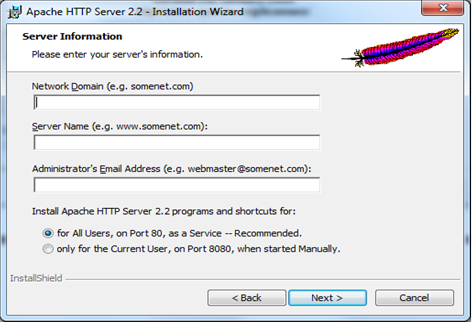 Apache HTTP Server 2.2 - Installation Wizard
Server Information
Please enter your server's information.
Network Domain (e.g. somenet.com)
Server Name (e.g. www.somenet.com):
Administrator's Email Address (e.g. webmaster@somenet.com):
Install Apache HTTP Server 2.2 programs and shortcuts for:
for All Users, on Port 80, as a Service -- Recommended.
only for the Current User, on Port 8080, when started Manually.
InstallShield
< Back Next > Cancel